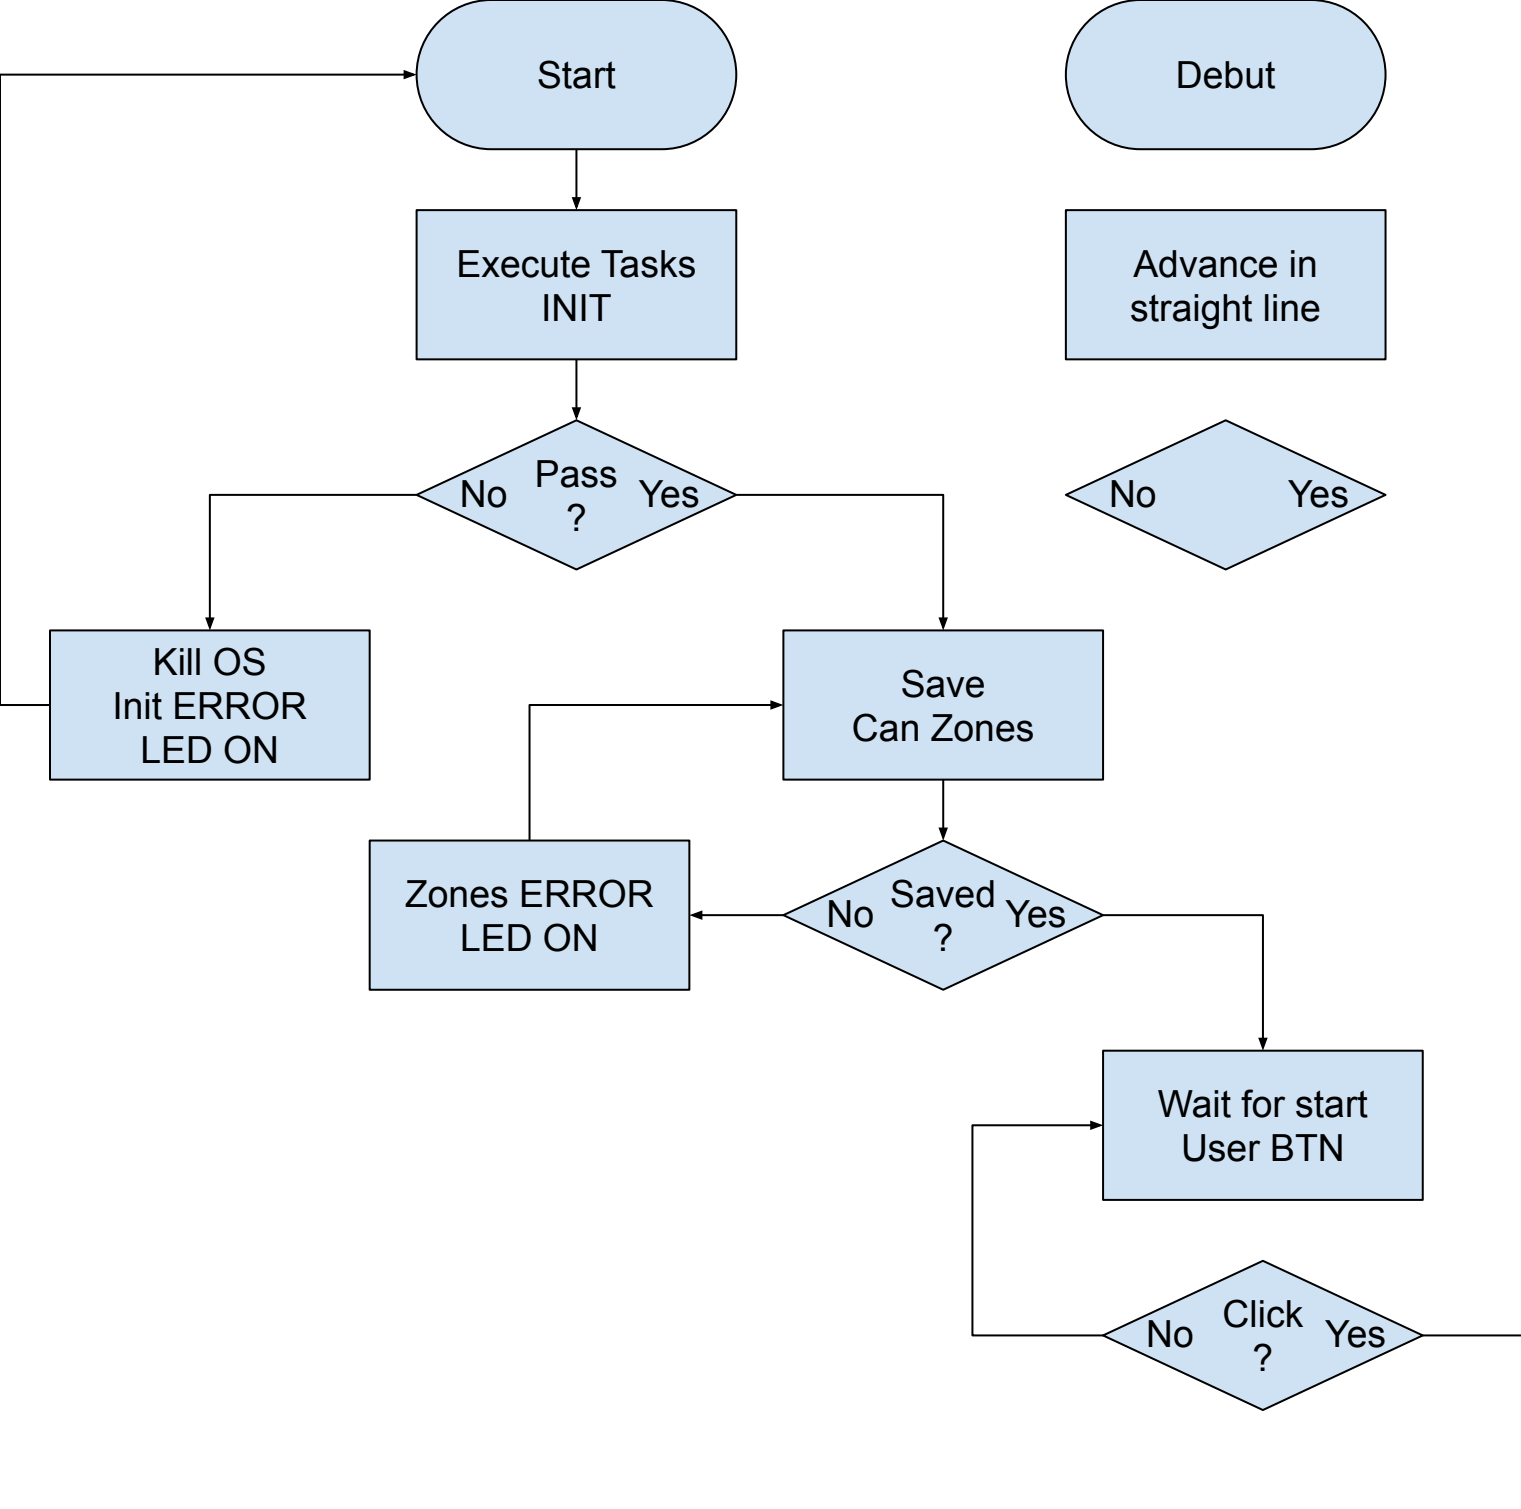 Start
Debut
Execute Tasks
INIT
Advance in
straight line
Pass
?
No
Yes
No
Yes
Kill OS
Init ERROR
LED ON
Save
Can Zones
Zones ERROR
LED ON
Saved
?
No
Yes
Wait for start
User BTN
Click
?
No
Yes